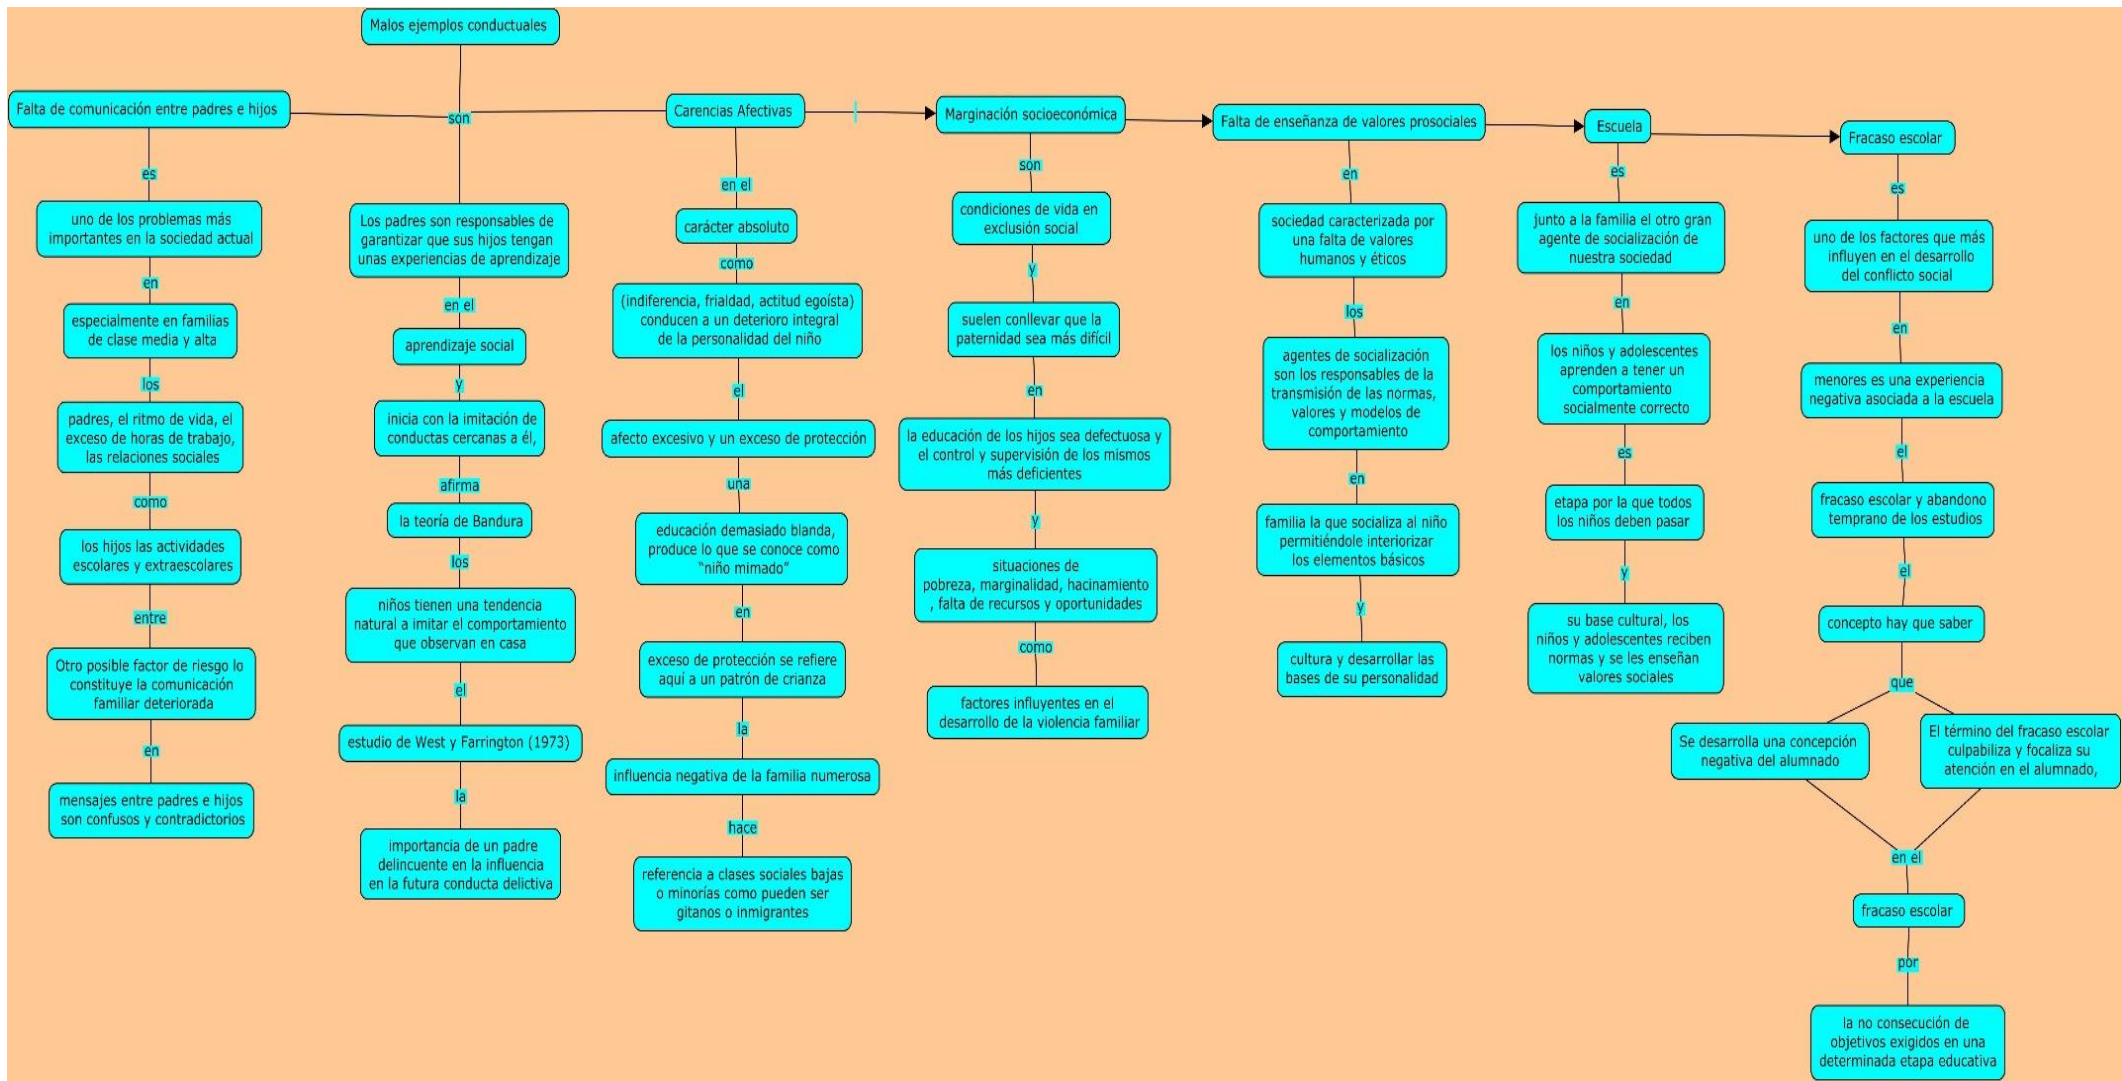 Malos ejemplos conductuales
son
Falta de comunicación entre padres e hijos
es
uno de los problemas más
importantes en la sociedad actual
en
especialmente en familias
de clase media y alta
los
padres, el ritmo de vida, el
exceso de horas de trabajo,
las relaciones sociales
como
los hijos las actividades
escolares y extraescolares
entre
Otro posible factor de riesgo lo
constituye la comunicación
familiar deteriorada
en
mensajes entre padres e hijos
son confusos y contradictorios
Los padres son responsables de
garantizar que sus hijos tengan
unas experiencias de aprendizaje
en el
aprendizaje social
y
inicia con la imitación de
conductas cercanas a él,
afirma
la teoría de Bandura
los
niños tienen una tendencia
natural a imitar el comportamiento
que observan en casa
el
estudio de West y Farrington (1973)
la
importancia de un padre
delincuente en la influencia
en la futura conducta delictiva
Carencias Afectivas
en el
carácter absoluto
como
(indiferencia, frialdad, actitud egoísta)
conducen a un deterioro integral
de la personalidad del niño
el
afecto excesivo y un exceso de protección
una
educación demasiado blanda,
produce lo que se conoce como
“niño mimado”
en
exceso de protección se refiere
aquí a un patrón de crianza
la
influencia negativa de la familia numerosa
hace
referencia a clases sociales bajas
o minorías como pueden ser
gitanos o inmigrantes
Marginación socioeconómica
son
condiciones de vida en
exclusión social
y
suelen conllevar que la
paternidad sea más difícil
en
la educación de los hijos sea defectuosa y
el control y supervisión de los mismos
más deficientes
y
situaciones de
pobreza, marginalidad, hacinamiento
, falta de recursos y oportunidades
como
factores influyentes en el
desarrollo de la violencia familiar
Falta de enseñanza de valores prosociales
en
sociedad caracterizada por
una falta de valores
humanos y éticos
los
agentes de socialización
son los responsables de la
transmisión de las normas,
valores y modelos de
comportamiento
en
familia la que socializa al niño
permitiéndole interiorizar
los elementos básicos
y
cultura y desarrollar las
bases de su personalidad
Escuela
es
junto a la familia el otro gran
agente de socialización de
nuestra sociedad
en
los niños y adolescentes
aprenden a tener un
comportamiento
socialmente correcto
es
etapa por la que todos
los niños deben pasar
y
su base cultural, los
niños y adolescentes reciben
normas y se les enseñan
valores sociales
Fracaso escolar
es
uno de los factores que más
influyen en el desarrollo
del conflicto social
en
menores es una experiencia
negativa asociada a la escuela
el
fracaso escolar y abandono
temprano de los estudios
el
concepto hay que saber
que
Se desarrolla una concepción
negativa del alumnado
El término del fracaso escolar
culpabiliza y focaliza su
atención en el alumnado,
en el
fracaso escolar
por
la no consecución de
objetivos exigidos en una
determinada etapa educativa